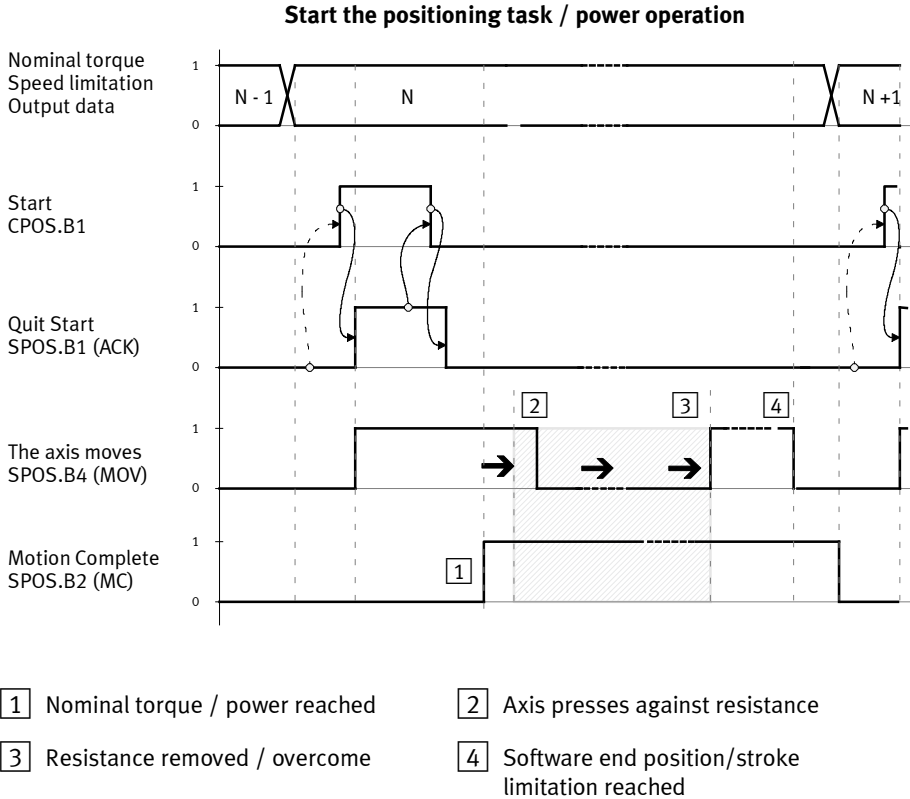 Start the positioning task / power operation
Nominal torque
Speed limitation
Output data
1
0
N - 1
N
N +1
Start
CPOS.B1
1
0
Quit Start
SPOS.B1 (ACK)
1
0
2
3
4
The axis moves
SPOS.B4 (MOV)
1
0
Motion Complete
SPOS.B2 (MC)
1
0
1
1 Nominal torque / power reached
2 Axis presses against resistance
3 Resistance removed / overcome
4 Software end position/stroke
limitation reached